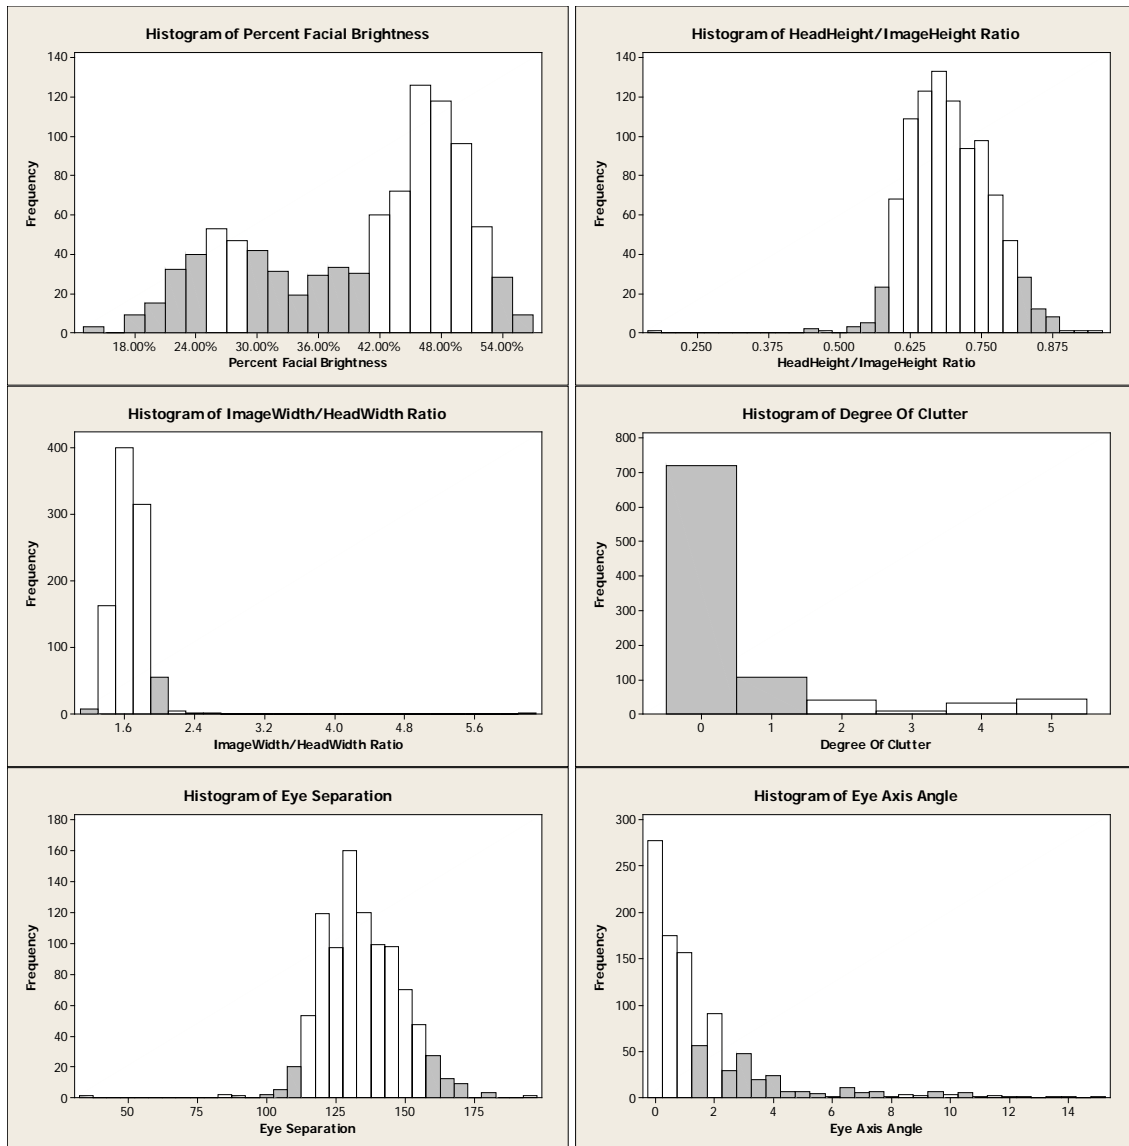 Histogram of Percent Facial Brightness
140
120
100
80
60
40
20
0
Frequency
18.00% 24.00% 30.00% 36.00% 42.00% 48.00% 54.00%
Percent Facial Brightness
Histogram of HeadHeight/ImageHeight Ratio
140
120
100
80
60
40
20
0
Frequency
0.250 0.375 0.500 0.625 0.750 0.875
HeadHeight/ImageHeight Ratio
Histogram of ImageWidth/HeadWidth Ratio
400
300
200
100
0
Frequency
1.6 2.4 3.2 4.0 4.8 5.6
ImageWidth/HeadWidth Ratio
Histogram of Degree Of Clutter
800
700
600
500
400
300
200
100
0
Frequency
0 1 2 3 4 5
Degree Of Clutter
Histogram of Eye Separation
180
160
140
120
100
80
60
40
20
0
Frequency
50 75 100 125 150 175
Eye Separation
Histogram of Eye Axis Angle
300
250
200
150
100
50
0
Frequency
0 2 4 6 8 10 12 14
Eye Axis Angle